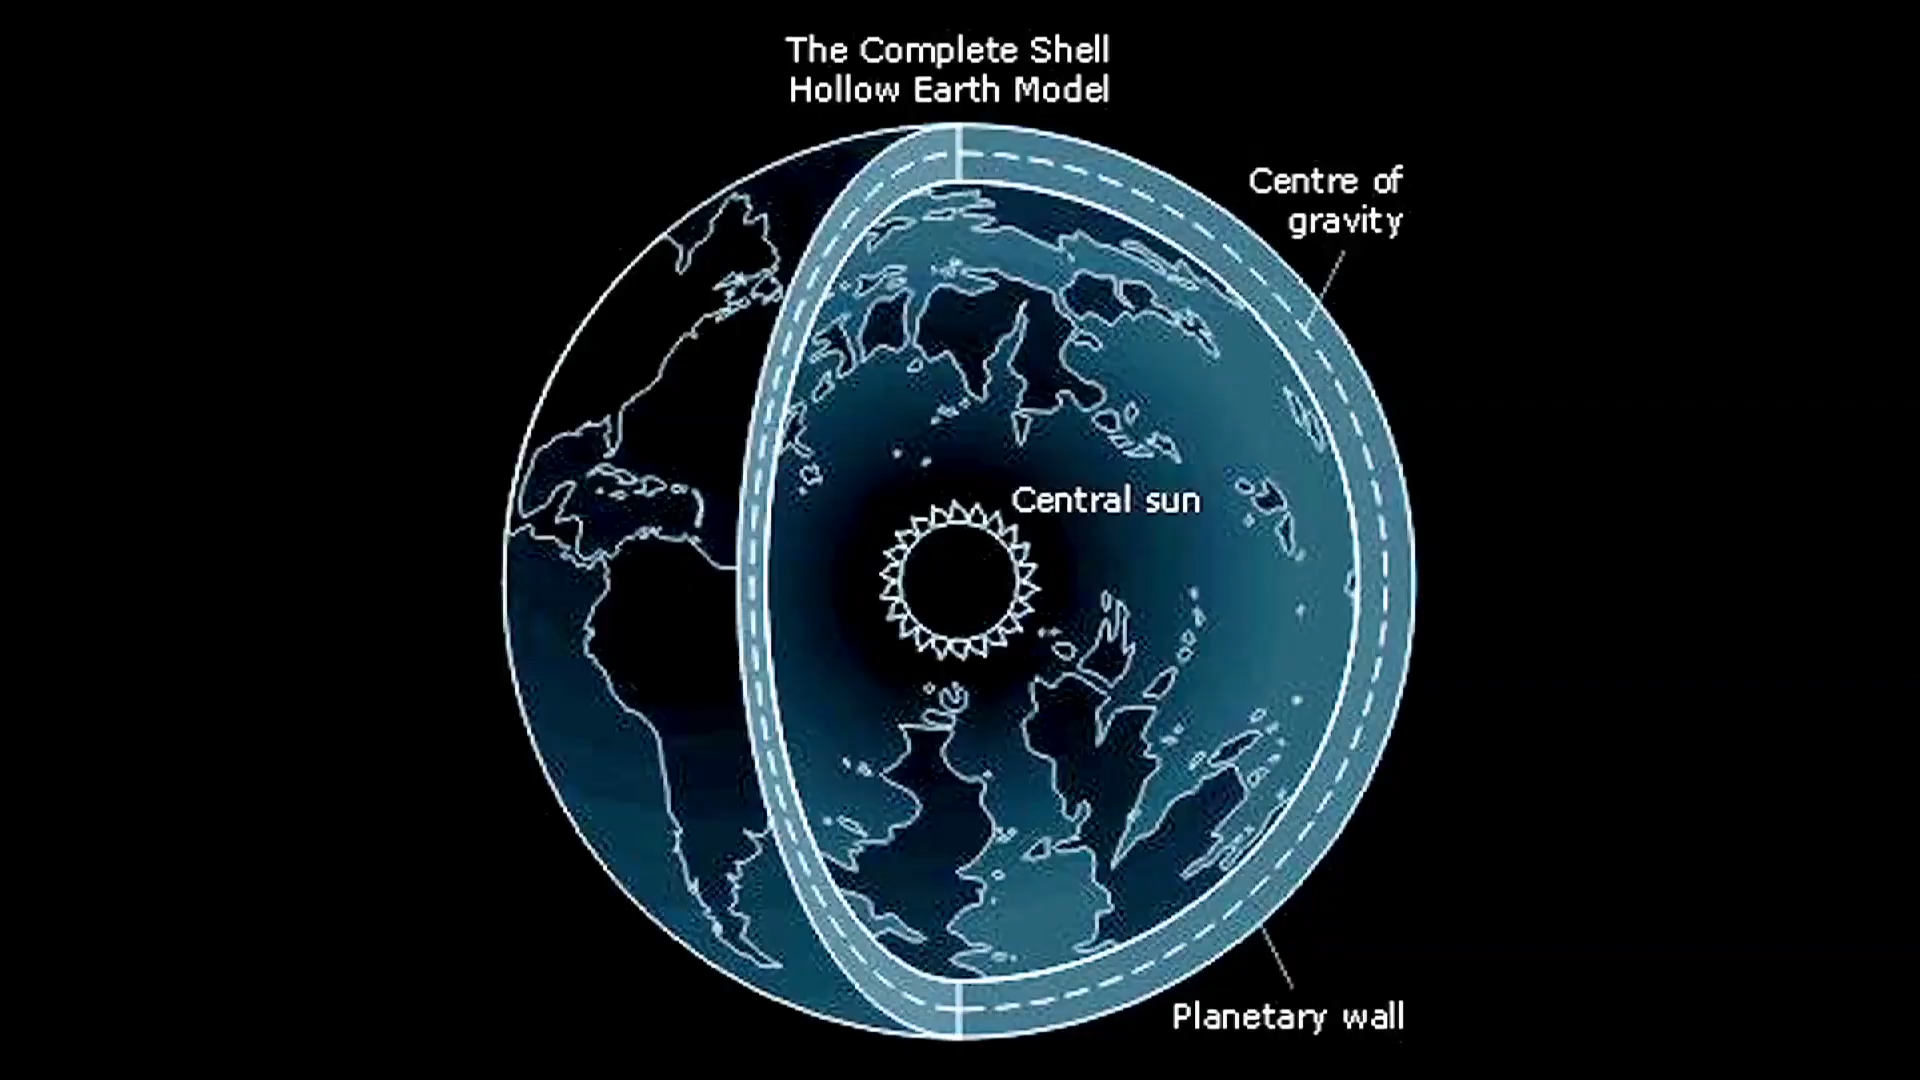 The Complete Shell
Hollow Earth Model
Centre of
gravity
Central sun
Planetary wall